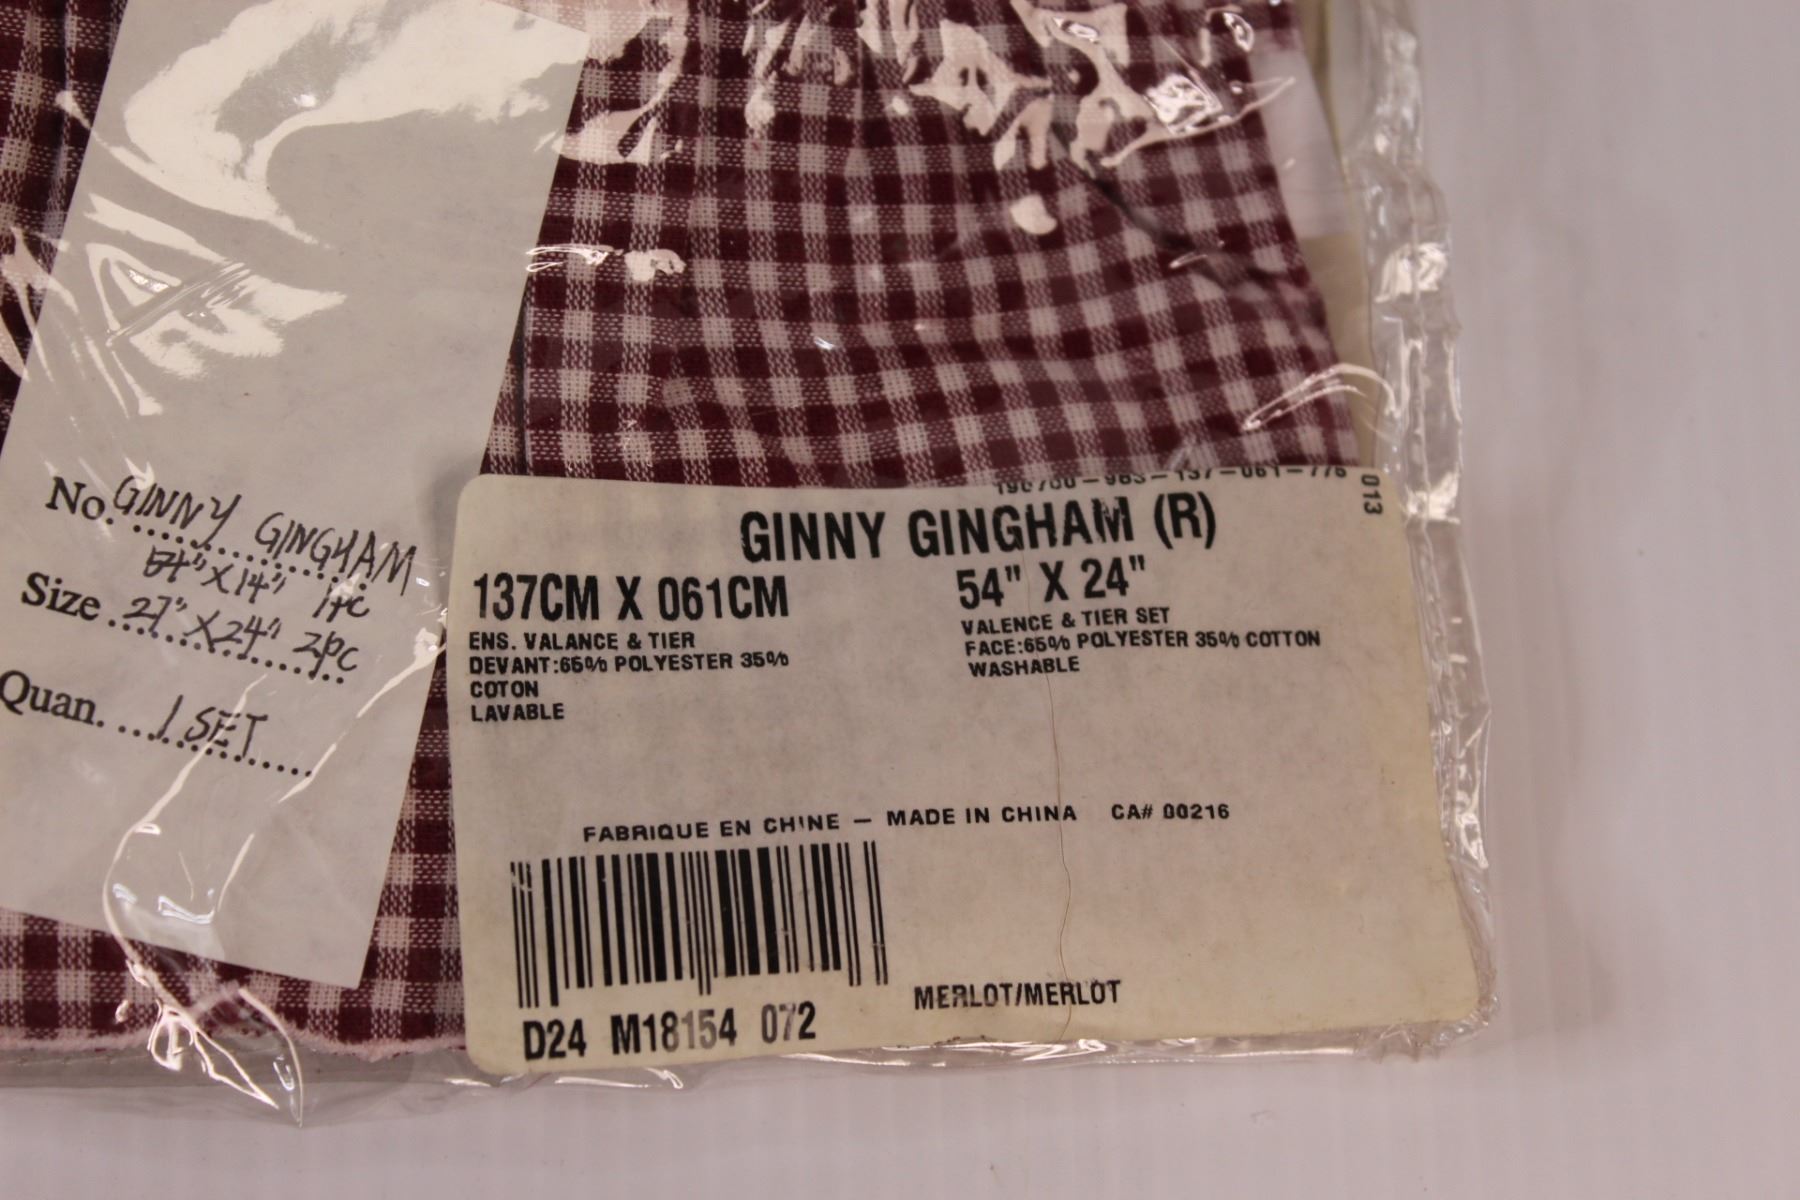 No. GINNY GINGHAM
54" X 14" 1pc
Size 27" X 24" 2pc
Quan. 1 SET
013
GINNY GINGHAM (R)
137CM X 061CM
54" X 24"
ENS. VALANCE & TIER
DEVANT:65% POLYESTER 35%
COTON
LAVABLE
VALENCE & TIER SET
FACE:65% POLYESTER 35% COTTON
WASHABLE
FABRIQUE EN CHINE — MADE IN CHINA CA# 00216
D24 M18154 072
MERLOT/MERLOT